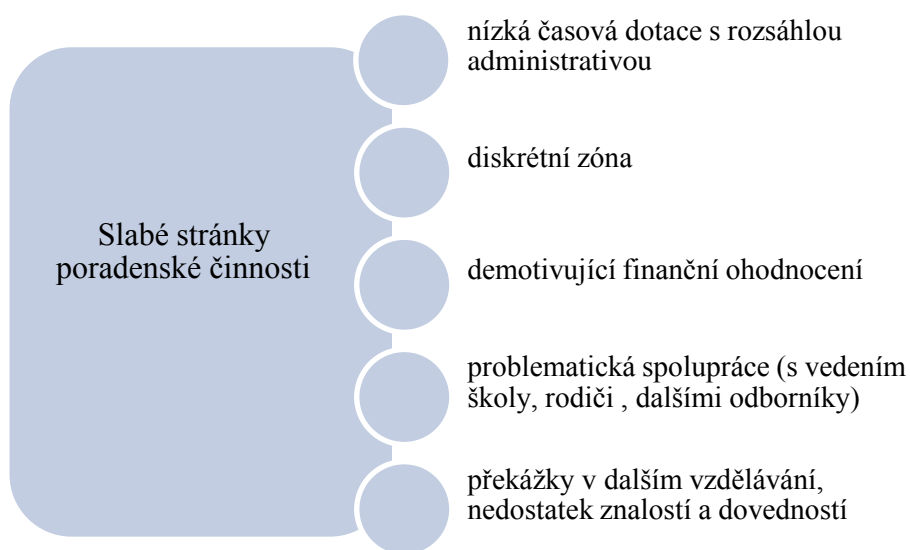 Slabé stránky
poradenské činnosti
nízká časová dotace s rozsáhlou
administrativou
diskrétní zóna
demotivující finanční ohodnocení
problematická spolupráce (s vedením
školy, rodiči , dalšími odborníky)
překážky v dalším vzdělávání,
nedostatek znalostí a dovedností